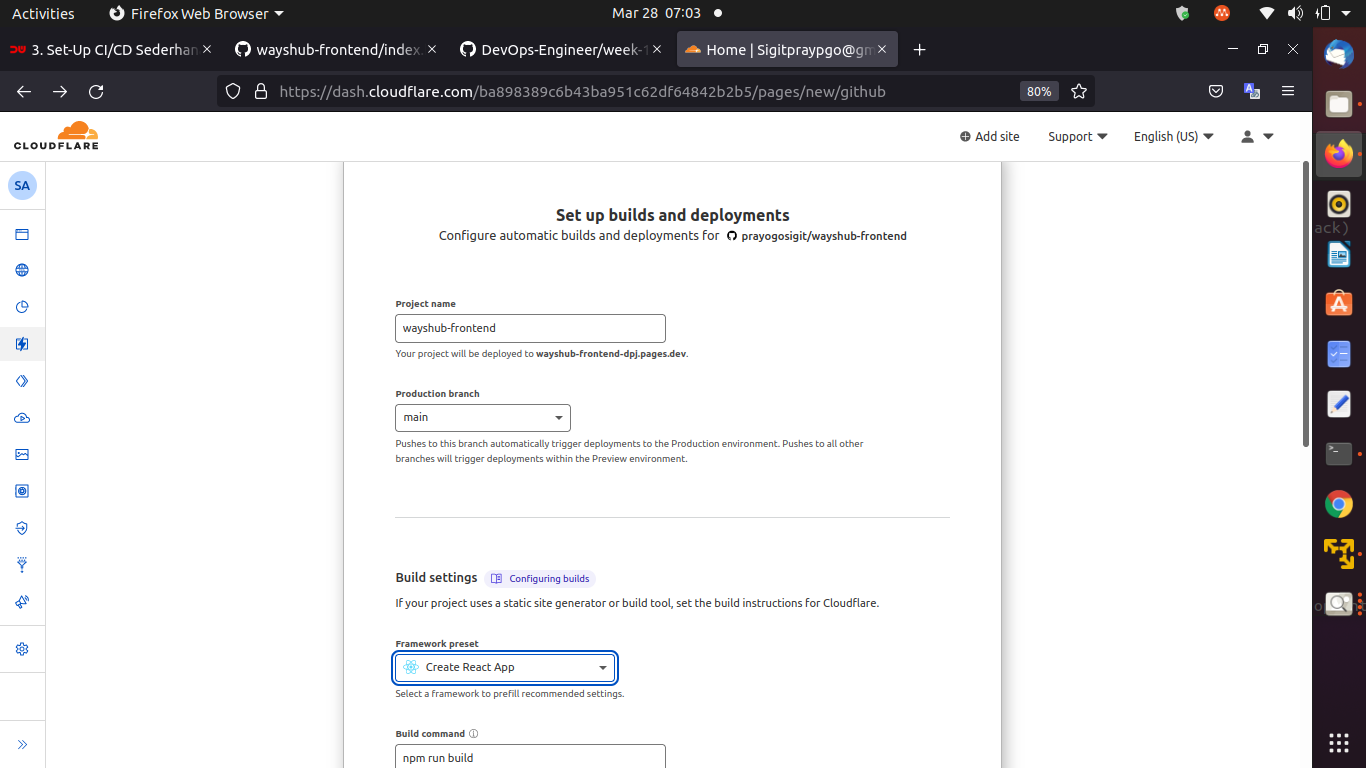 Activities
Firefox Web Browser
Mar 28 07:03
3. Set-Up CI/CD Sederhan
wayshub-frontend/index.
DevOps-Engineer/week-1
Home | Sigitpraypgo@gm
https://dash.cloudflare.com/ba898389c6b43ba951c62df64842b2b5/pages/new/github
80%
CLOUDFLARE
Add site
Support
English (US)
SA
Set up builds and deployments
Configure automatic builds and deployments for prayogosigit/wayshub-frontend
Project name
wayshub-frontend
Your project will be deployed to wayshub-frontend-dpj.pages.dev.
Production branch
main
Pushes to this branch automatically trigger deployments to the Production environment. Pushes to all other
branches will trigger deployments within the Preview environment.
Build settings
Configuring builds
If your project uses a static site generator or build tool, set the build instructions for Cloudflare.
Framework preset
Create React App
Select a framework to prefill recommended settings.
Build command
npm run build
ack)